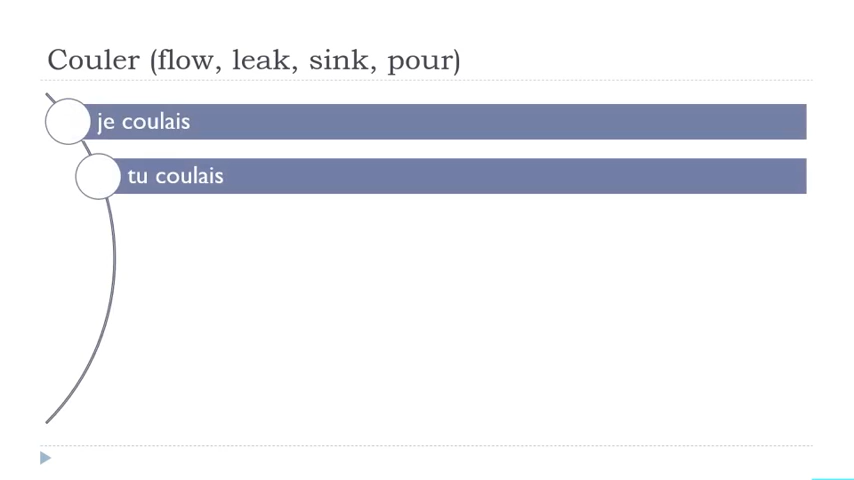 Couler (flow, leak, sink, pour)
je coulais
tu coulais